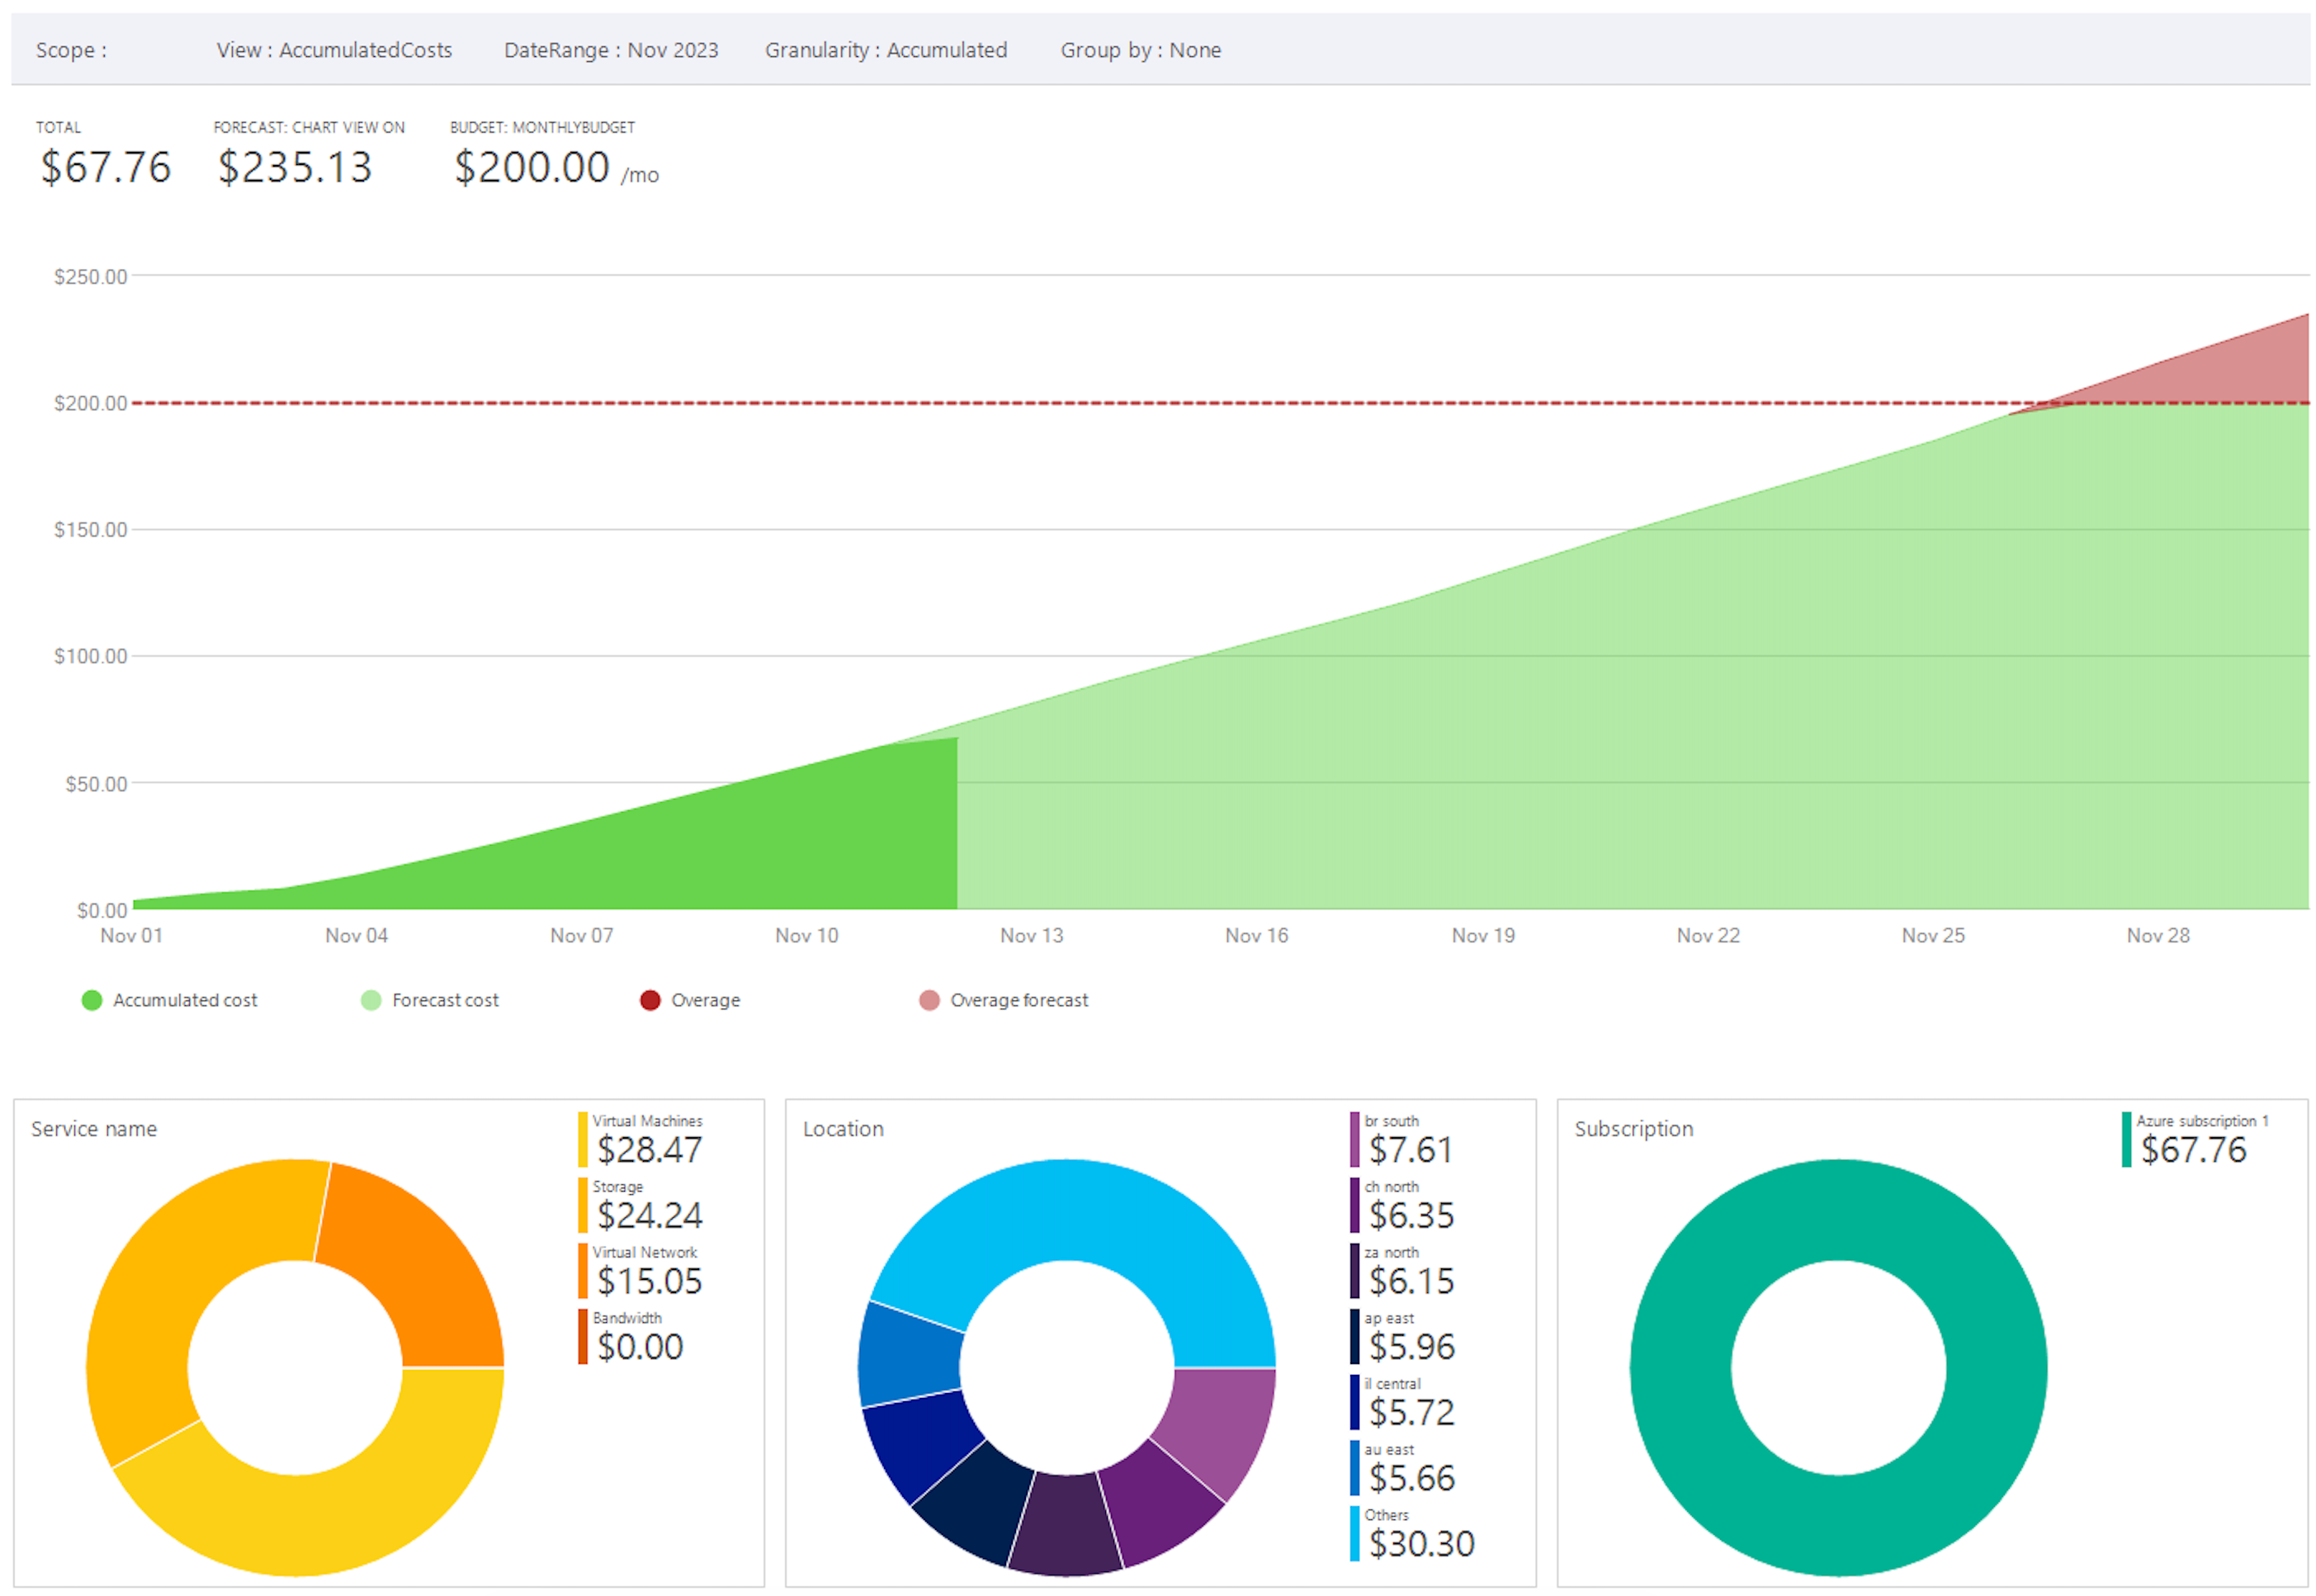 Scope : View : AccumulatedCosts DateRange : Nov 2023 Granularity : Accumulated Group by : None
TOTAL FORECAST: CHART VIEW ON BUDGET: MONTHLYBUDGET
$67.76 $235.13 $200.00 /mo
$250.00
$200.00
$150.00
$100.00
$50.00
$0.00
Nov 01 Nov 04 Nov 07 Nov 10 Nov 13 Nov 16 Nov 19 Nov 22 Nov 25 Nov 28
Accumulated cost Forecast cost Overage Overage forecast
Service name
Virtual Machines
$28.47
Storage
$24.24
Virtual Network
$15.05
Bandwidth
$0.00
Location
br south
$7.61
ch north
$6.35
za north
$6.15
ap east
$5.96
il central
$5.72
au east
$5.66
Others
$30.30
Subscription
Azure subscription 1
$67.76